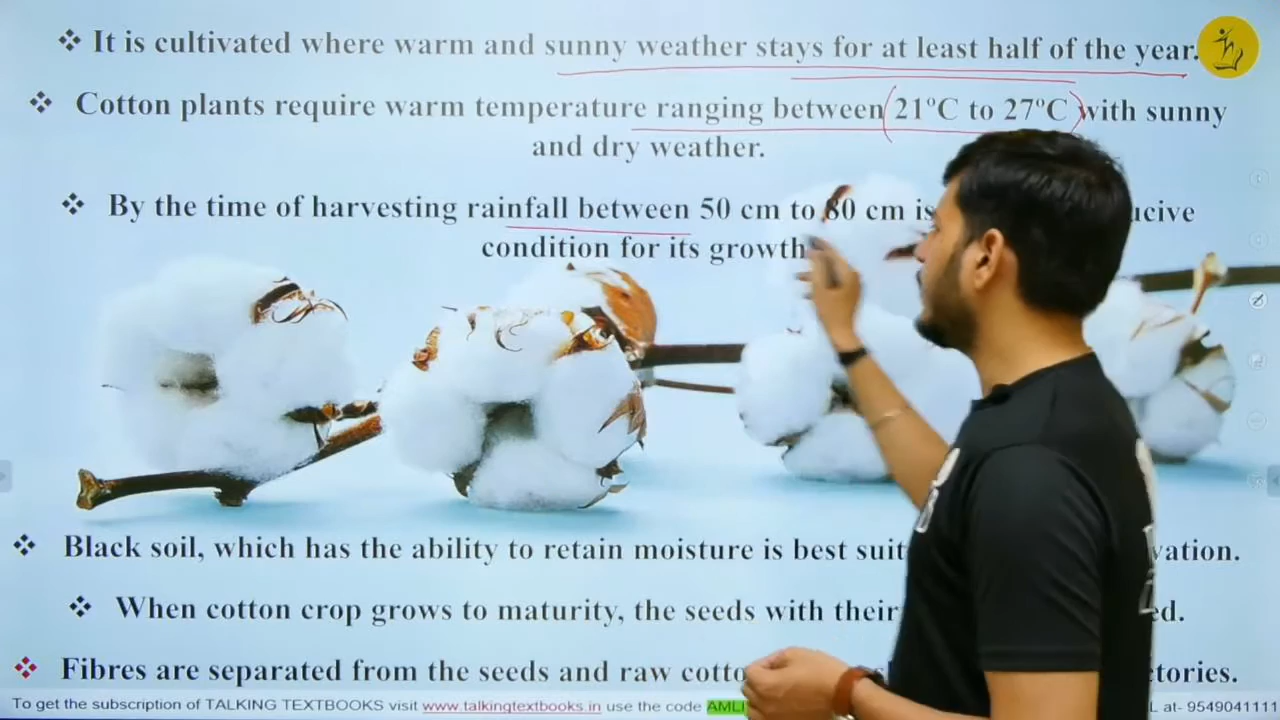 ❖ It is cultivated where warm and sunny weather stays for at least half of the year.
❖ Cotton plants require warm temperature ranging between 21°C to 27°C with sunny
and dry weather.
❖ By the time of harvesting rainfall between 50 cm to 80 cm is
condition for its growth
❖ Black soil, which has the ability to retain moisture is best
❖ When cotton crop grows to maturity, the seeds with their
❖ Fibres are separated from the seeds and raw
To get the subscription of TALKING TEXTBOOKS visit www.talkingtextbooks.in use the code
at- 9549041111